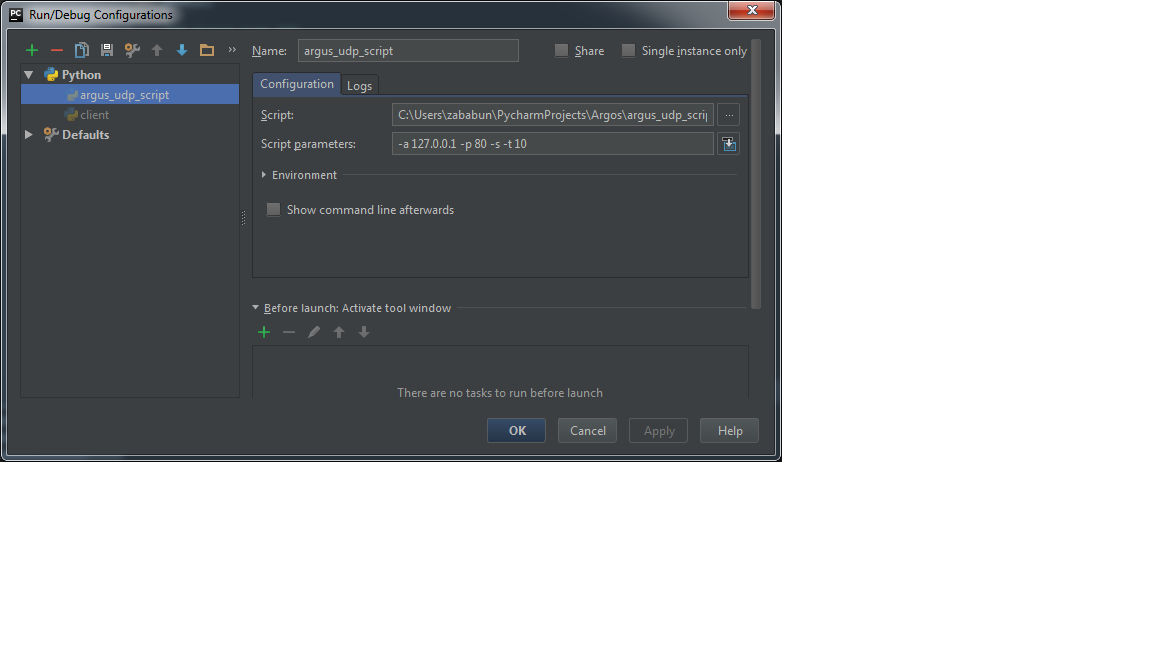 PC Run/Debug Configurations
Name: argus_udp_script Share Single instance only
Python
argus_udp_script
client
Defaults
Configuration Logs
Script: C:\Users\zababun\PycharmProjects\Argos\argus_udp_scri
Script parameters: -a 127.0.0.1 -p 80 -s -t 10
Environment
Show command line afterwards
Before launch: Activate tool window
There are no tasks to run before launch
OK Cancel Apply Help